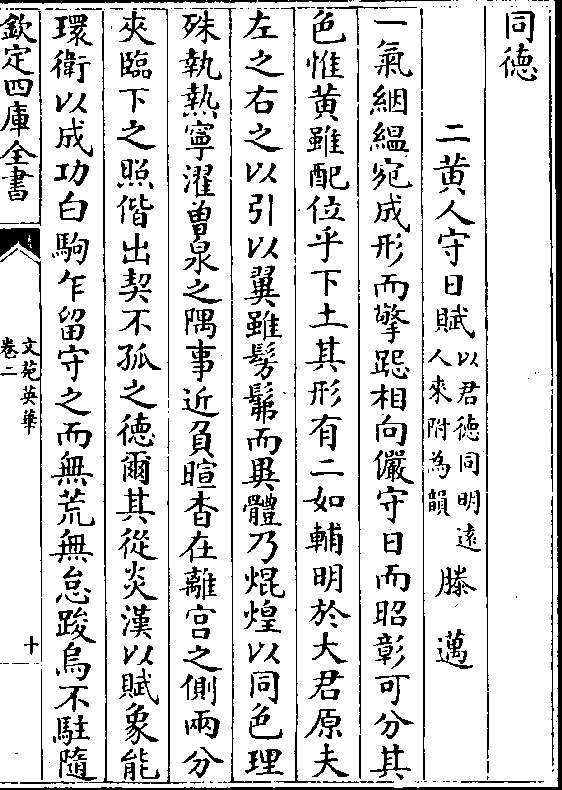 同德
二黄人守日賦 以君德同明遠
人來附為韻 滕邁
一氣絪縕宛成形而擎跽相向儼守日而昭彰可分其
色惟黄雖配位乎下土其形有二如輔明於大君原夫
左之右之以引以翼雖髣髴而異體乃焜煌以同色理
殊執熱寧濯曽泉之隅事近負暄杳在離宫之側兩分
夾臨下之照偕出契不孤之德爾其從炎漢以賦象能
環衛以成功白駒乍留守之而無荒無怠踆烏不駐隨
欽定四庫全書
文苑英華
卷二
十